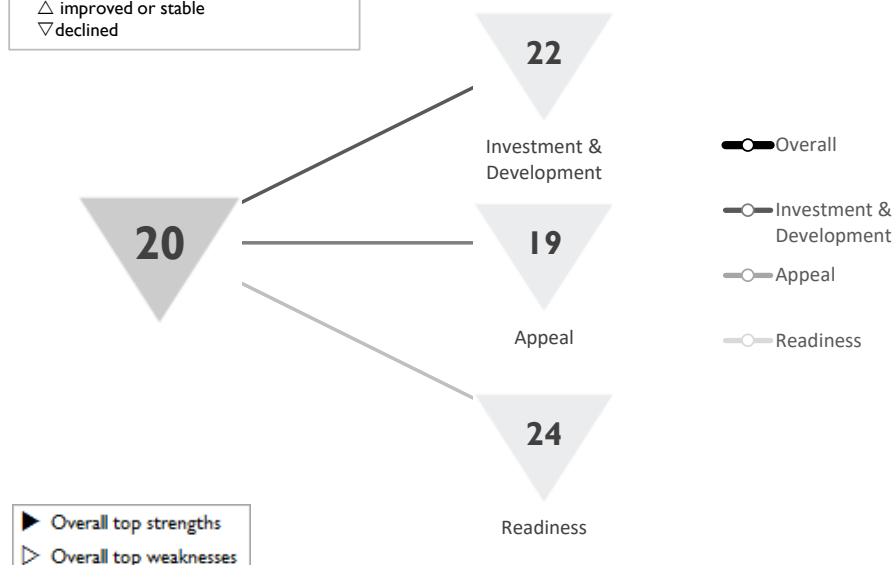 △ improved or stable
▽ declined
22
Investment &
Development
20
19
Appeal
24
Readiness
Overall
Investment &
Development
Appeal
Readiness
▶ Overall top strengths
▷ Overall top weaknesses